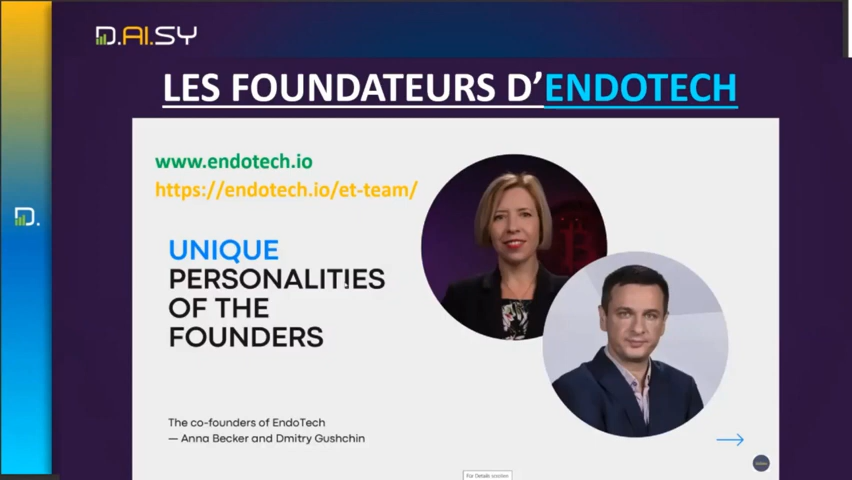 D.AI.SY
LES FOUNDATEURS D’ENDOTECH
www.endotech.io
https://endotech.io/et-team/
UNIQUE
PERSONALITIES
OF THE
FOUNDERS
D.
The co-founders of EndoTech
— Anna Becker and Dmitry Gushchin